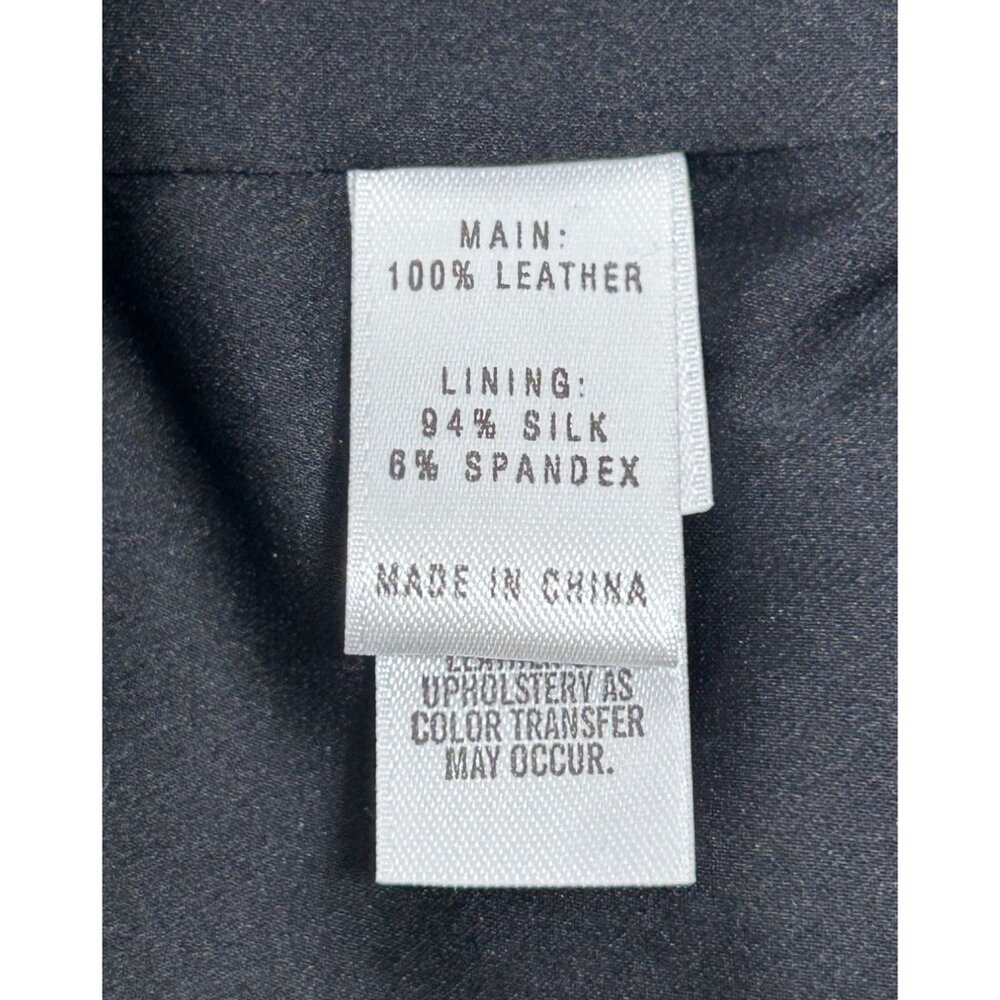 MAIN:
100% LEATHER
LINING:
94% SILK
6% SPANDEX
MADE IN CHINA
UPHOLSTERY AS
COLOR TRANSFER
MAY OCCUR.